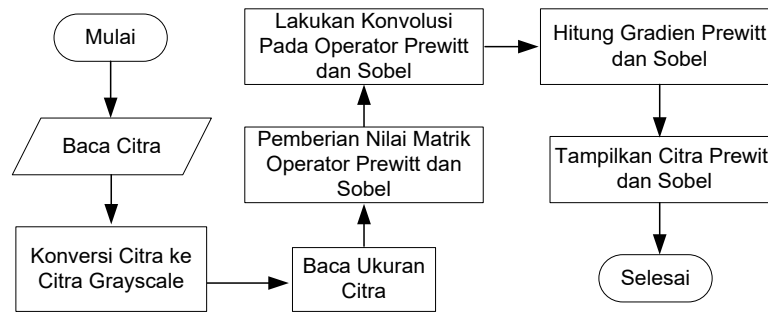 Mulai
Baca Citra
Konversi Citra ke
Citra Grayscale
Baca Ukuran
Citra
Pemberian Nilai Matrik
Operator Prewitt dan
Sobel
Lakukan Konvolusi
Pada Operator Prewitt
dan Sobel
Hitung Gradien Prewitt
dan Sobel
Tampilkan Citra Prewit
dan Sobel
Selesai